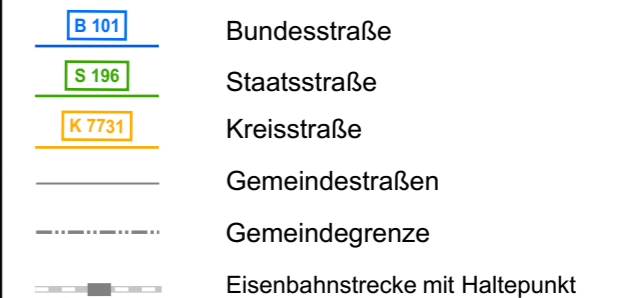 B 101 Bundesstraße
S 196 Staatsstraße
K 7731 Kreisstraße
Gemeindestraßen
Gemeindegrenze
Eisenbahnstrecke mit Haltepunkt